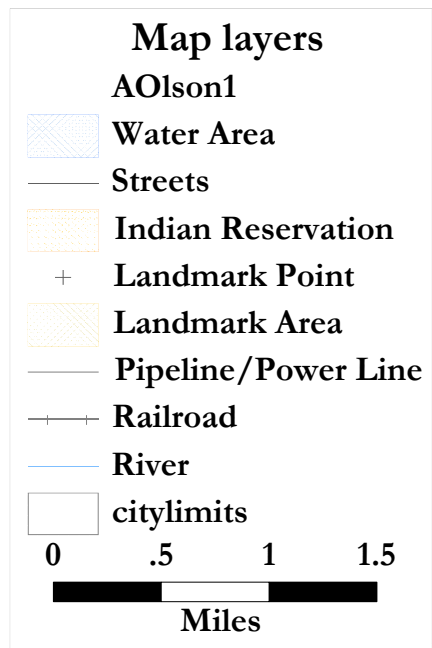 Map layers
AOlson1
Water Area
Streets
Indian Reservation
Landmark Point
Landmark Area
Pipeline/Power Line
Railroad
River
citylimits
0 .5 1 1.5
Miles